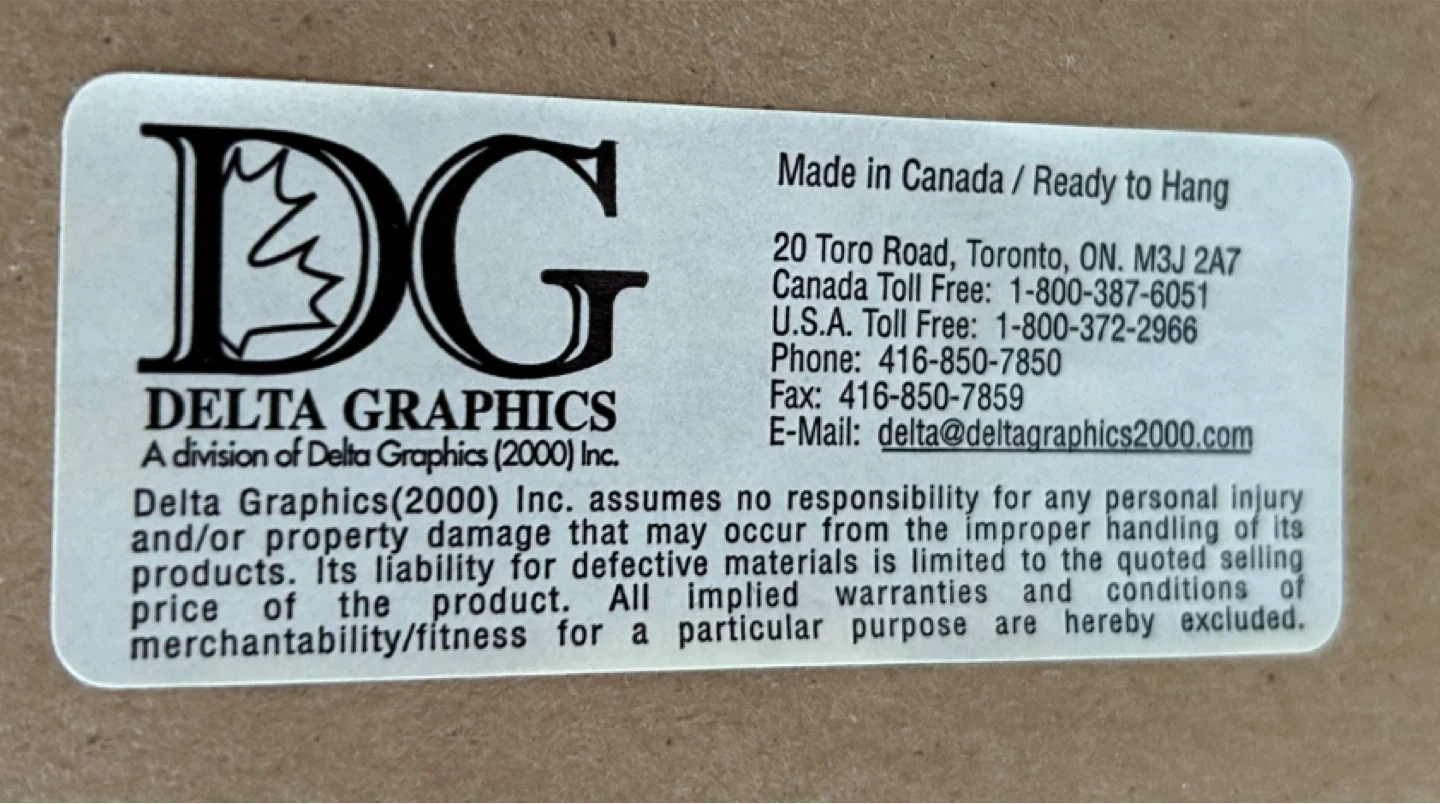 DG
DELTA GRAPHICS
A division of Delta Graphics (2000) Inc.
Made in Canada / Ready to Hang
20 Toro Road, Toronto, ON. M3J 2A7
Canada Toll Free: 1-800-387-6051
U.S.A. Toll Free: 1-800-372-2966
Phone: 416-850-7850
Fax: 416-850-7859
E-Mail: delta@deltagraphics2000.com
Delta Graphics(2000) Inc. assumes no responsibility for any personal injury
and/or property damage that may occur from the improper handling of its
products. Its liability for defective materials is limited to the quoted selling
price of the product. All implied warranties and conditions of
merchantability/fitness for a particular purpose are hereby excluded.